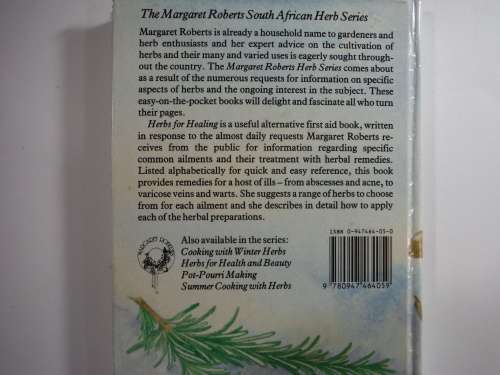 The Margaret Roberts South African Herb Series
Margaret Roberts is already a household name to gardeners and
herb enthusiasts and her expert advice on the cultivation of
herbs and their many and varied uses is eagerly sought through-
out the country. The Margaret Roberts Herb Series comes about
as a result of the numerous requests for information on specific
aspects of herbs and the ongoing interest in the subject. These
easy-on-the-pocket books will delight and fascinate all who turn
their pages.
Herbs for Healing is a useful alternative first aid book, written
in response to the almost daily requests Margaret Roberts re-
ceives from the public for information regarding specific
common ailments and their treatment with herbal remedies.
Listed alphabetically for quick and easy reference, this book
provides remedies for a host of ills – from abscesses and acne, to
varicose veins and warts. She suggests a range of herbs to choose
from for each ailment and she describes in detail how to apply
each of the herbal preparations.
Also available in the series:
Cooking with Winter Herbs
Herbs for Health and Beauty
Pot-Pourri Making
Summer Cooking with Herbs
ISBN 0-947464-05-0
9 780947 464059